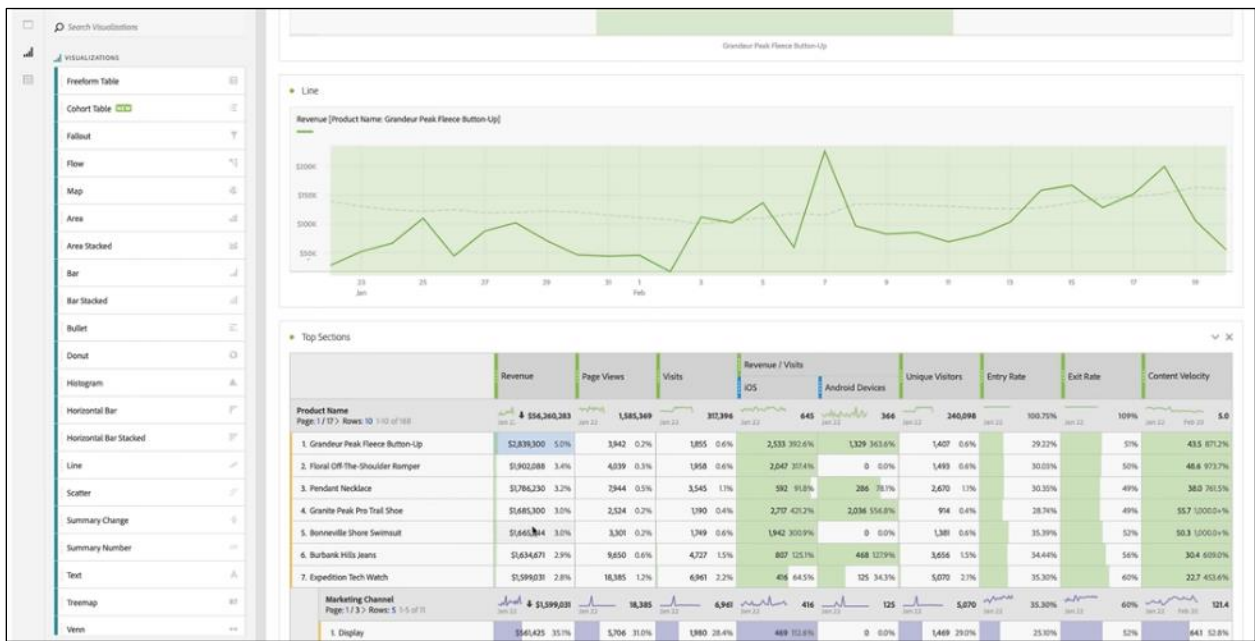 Search Visualizations
VISUALIZATIONS
Freeform Table
Cohort Table NEW
Fallout
Flow
Map
Area
Area Stacked
Bar
Bar Stacked
Bullet
Donut
Histogram
Horizontal Bar
Horizontal Bar Stacked
Line
Scatter
Summary Change
Summary Number
Text
Treemap
Venn
Grandeur Peak Fleece Button-Up
Line
Revenue [Product Name: Grandeur Peak Fleece Button-Up]
$200K
$150K
$100K
$50K
23 25 27 29 31 1 3 5 7 9 11 13 15 17 19
Jan Feb
Top Sections
Revenue Page Views Visits Revenue / Visits Unique Visitors Entry Rate Exit Rate Content Velocity
iOS Android Devices
Product Name
Page: 1 / 17 > Rows: 10 1-10 of 168
$56,260,283 1,585,369 317,396 645 366 240,098 100.75% 109% 5.0
1. Grandeur Peak Fleece Button-Up $2,839,300 5.0% 3,942 0.2% 1,855 0.6% 2,533 392.6% 1,329 363.6% 1,407 0.6% 29.22% 51% 43.5 871.2%
2. Floral Off-The-Shoulder Romper $1,902,088 3.4% 4,039 0.3% 1,958 0.6% 2,047 317.4% 0 0.0% 1,493 0.6% 30.03% 50% 48.6 973.7%
3. Pendant Necklace $1,786,230 3.2% 7,944 0.5% 3,545 1.1% 592 91.8% 286 78.1% 2,670 1.1% 30.35% 49% 38.0 761.5%
4. Granite Peak Pro Trail Shoe $1,685,300 3.0% 2,524 0.2% 1,190 0.4% 2,717 421.2% 2,036 556.8% 914 0.4% 28.74% 49% 55.7 1,000.0+%
5. Bonneville Shore Swimsuit 3.0% 3,301 0.2% 1,749 0.6% 1,942 300.9% 0 0.0% 1,381 0.6% 35.39% 52% 50.3 1,000.0+%
6. Burbank Hills Jeans $1,634,671 2.9% 9,650 0.6% 4,727 1.5% 807 125.1% 468 127.9% 3,656 1.5% 34.44% 56% 30.4 609.0%
7. Expedition Tech Watch $1,599,031 2.8% 18,385 1.2% 6,961 2.2% 416 64.5% 125 34.3% 5,070 2.1% 35.30% 60% 22.7 453.6%
Marketing Channel
Page: 1 / 3 > Rows: 5 1-5 of 11
$1,599,031 18,385 6,961 416 125 5,070 35.30% 60% 121.4
1. Display $561,425 35.1% 5,706 31.0% 1,980 28.4% 469 112.6% 0 0.0% 1,469 29.0% 25.10% 52% 64.1 52.8%